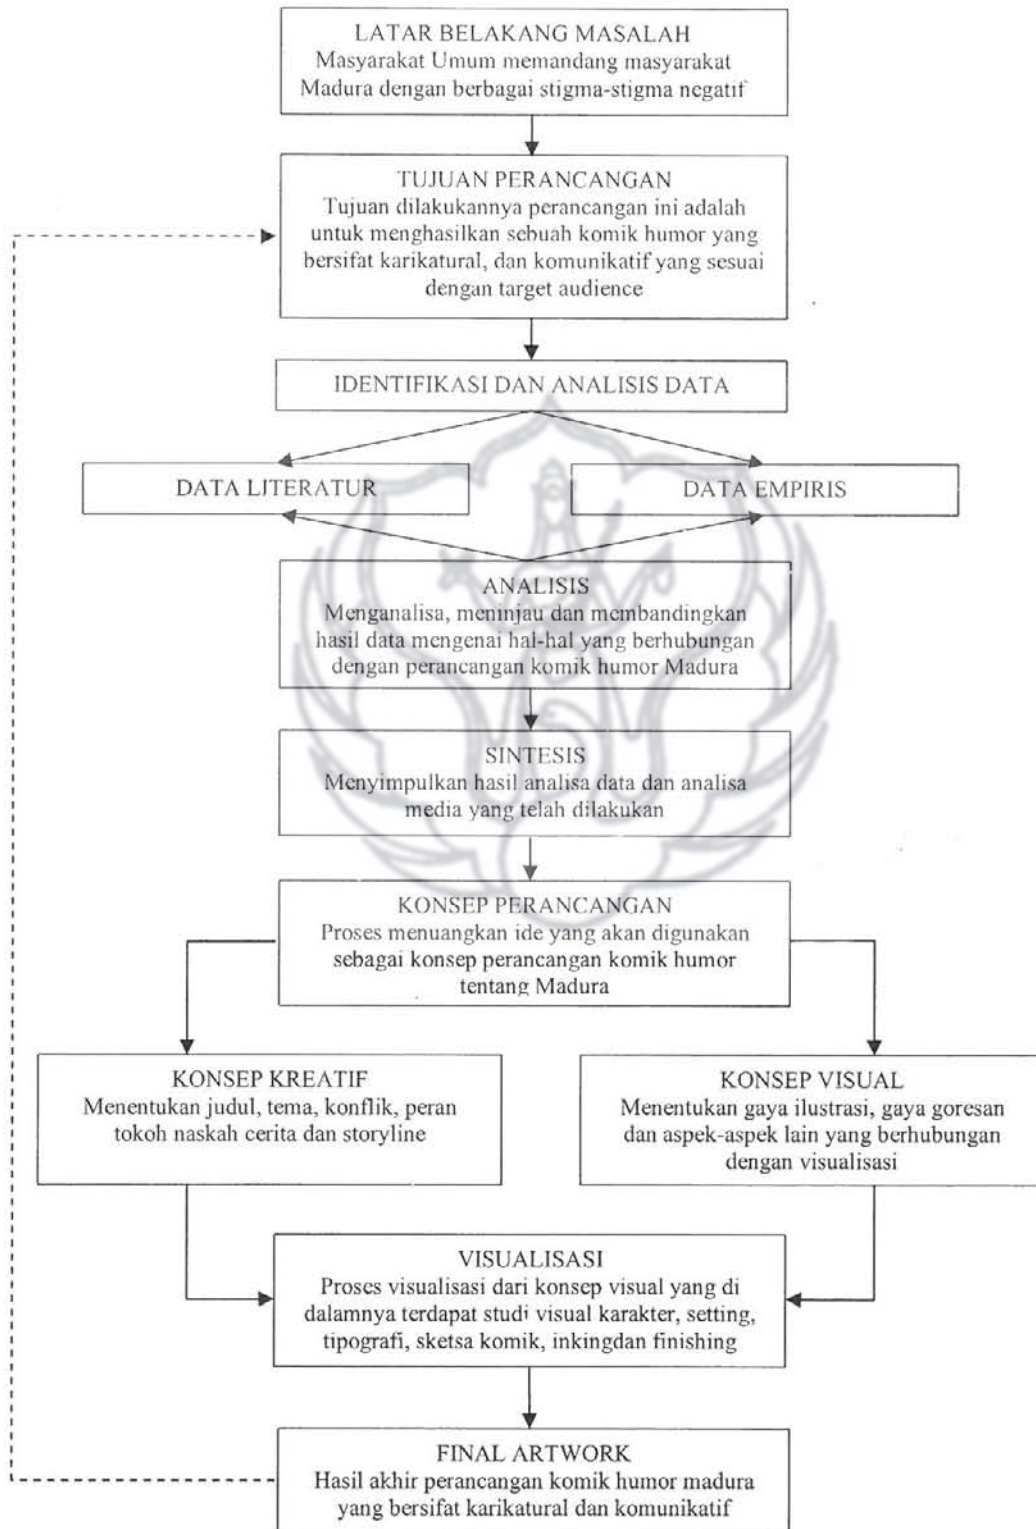 LATAR BELAKANG MASALAH
Masyarakat Umum memandang masyarakat
Madura dengan berbagai stigma-stigma negatif
TUJUAN PERANCANGAN
Tujuan dilakukannya perancangan ini adalah
untuk menghasilkan sebuah komik humor yang
bersifat karikatural, dan komunikatif yang sesuai
dengan target audience
IDENTIFIKASI DAN ANALISIS DATA
DATA LITERATUR
DATA EMPIRIS
ANALISIS
Menganalisa, meninjau dan membandingkan
hasil data mengenai hal-hal yang berhubungan
dengan perancangan komik humor Madura
SINTESIS
Menyimpulkan hasil analisa data dan analisa
media yang telah dilakukan
KONSEP PERANCANGAN
Proses menuangkan ide yang akan digunakan
sebagai konsep perancangan komik humor
tentang Madura
KONSEP KREATIF
Menentukan judul, tema, konflik, peran
tokoh naskah cerita dan storyline
KONSEP VISUAL
Menentukan gaya ilustrasi, gaya goresan
dan aspek-aspek lain yang berhubungan
dengan visualisasi
VISUALISASI
Proses visualisasi dari konsep visual yang di
dalamnya terdapat studi visual karakter, setting,
tipografi, sketsa komik, inkingdan finishing
FINAL ARTWORK
Hasil akhir perancangan komik humor madura
yang bersifat karikatural dan komunikatif